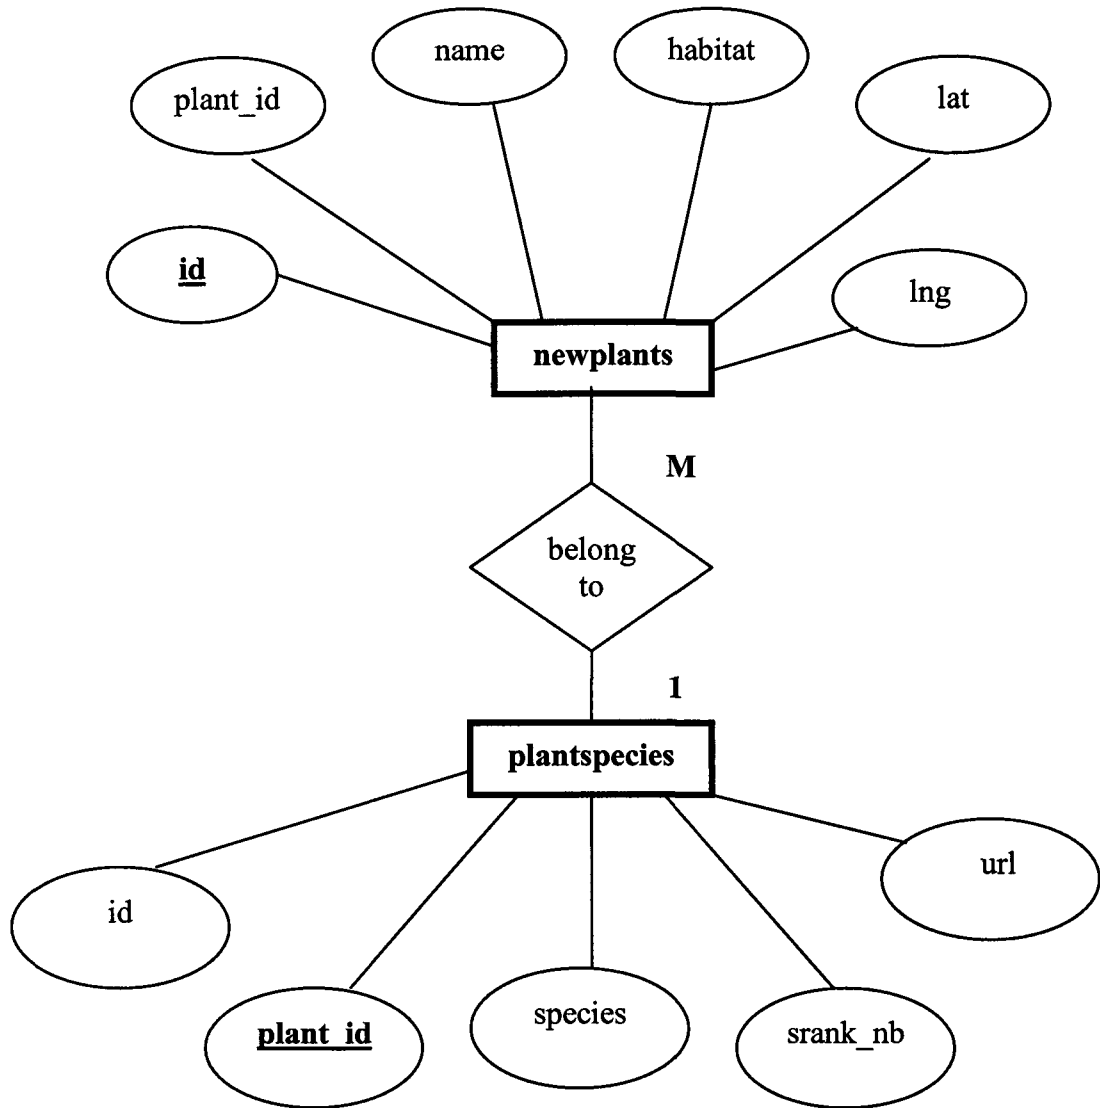 name
habitat
plant_id
lat
id
lng
newplants
M
belong
to
1
plantspecies
url
id
species
plant_id
srank_nb